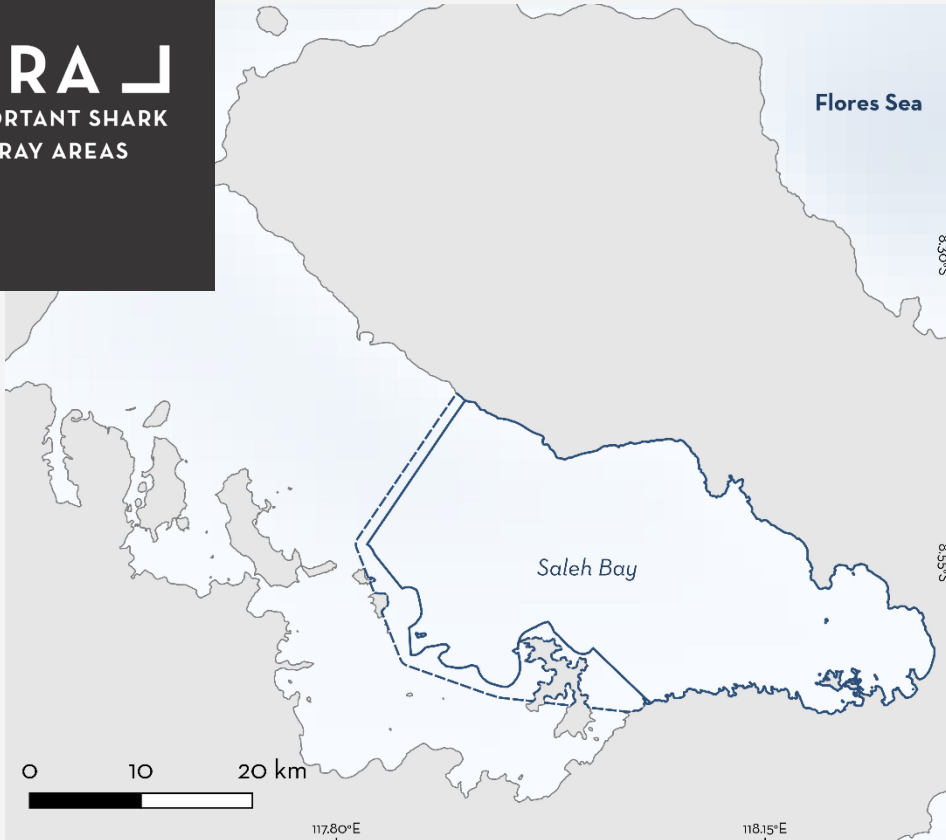 RA
ORTANT SHARK
RAY AREAS
Flores Sea
8.30°S
8.55°S
Saleh Bay
0 10 20 km
117.80°E 118.15°E